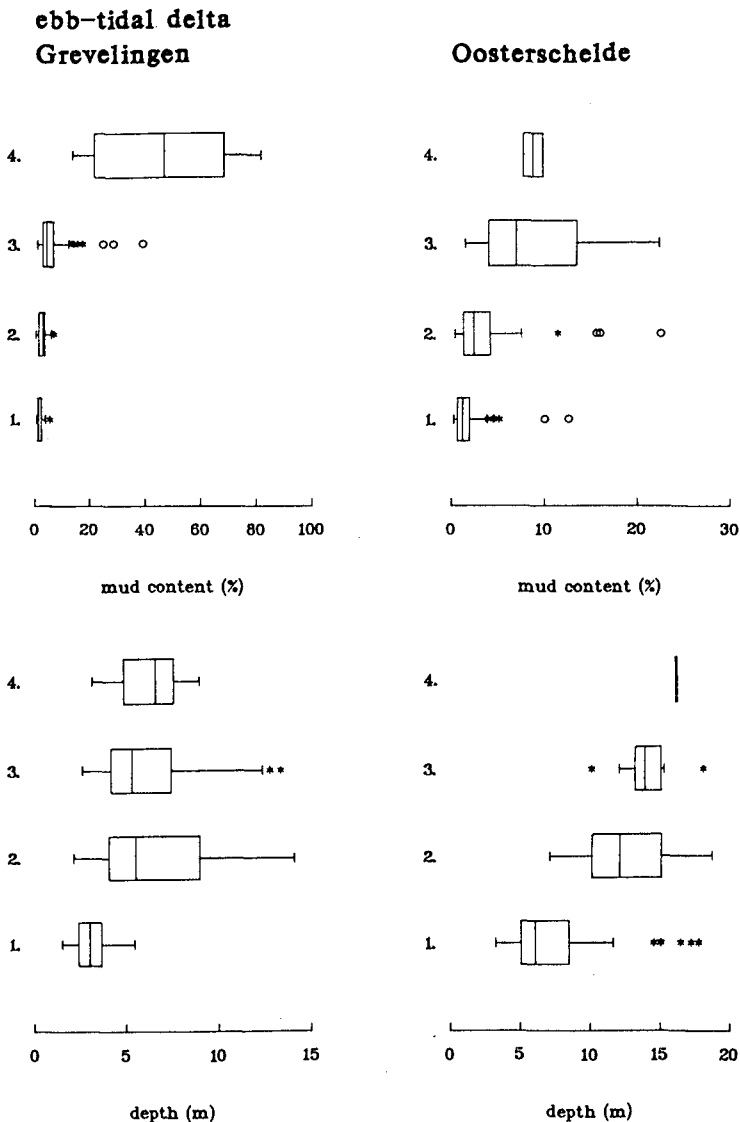 ebb-tidal delta
Grevelingen
Oosterschelde
4.
3.
2.
1.
0 20 40 60 80 100
mud content (%)
4.
3.
2.
1.
0 10 20 30
mud content (%)
4.
3.
2.
1.
0 5 10 15
depth (m)
4.
3.
2.
1.
0 5 10 15 20
depth (m)